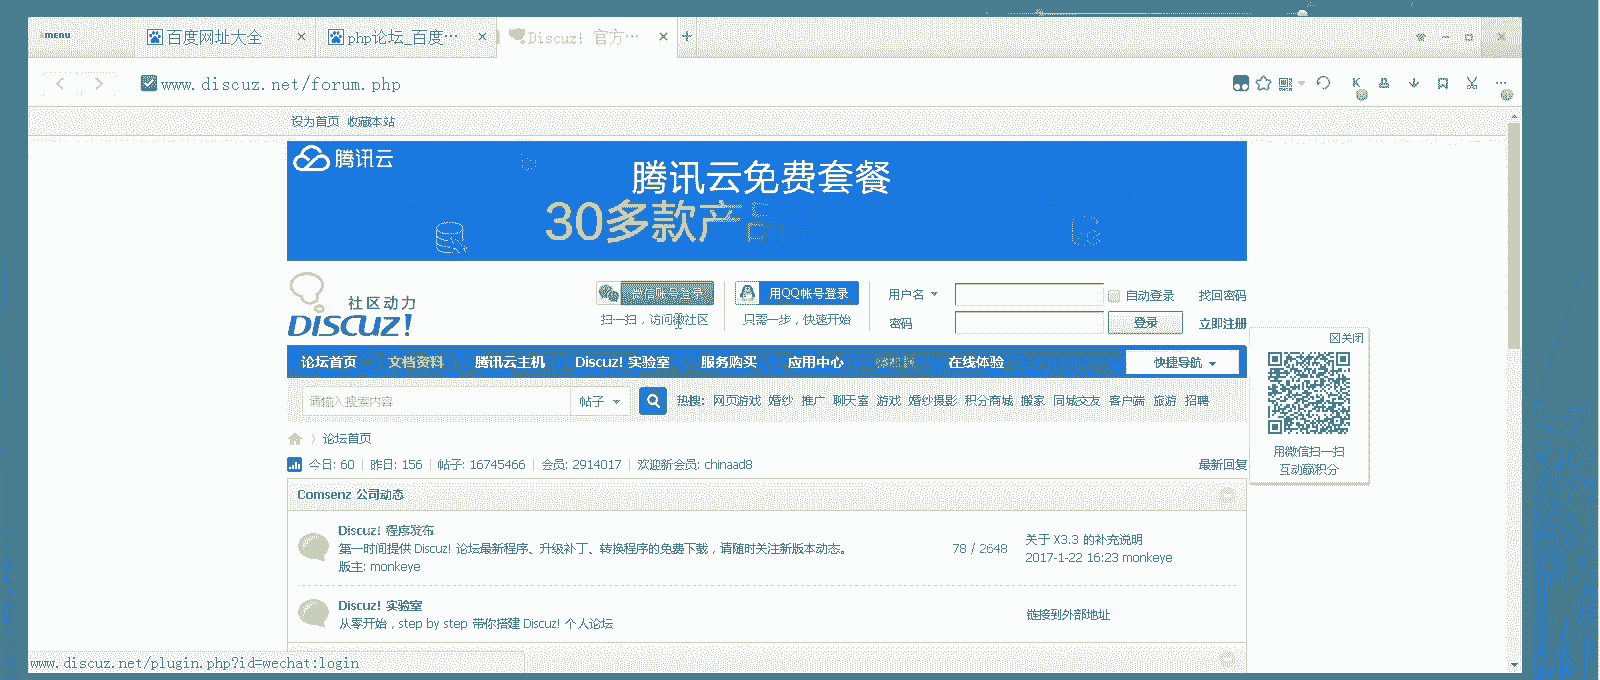 MENU 百度网址大全 php论坛_百度… Discuz! 官方…
www.discuz.net/forum.php
设为首页 收藏本站
腾讯云
腾讯云免费套餐
30多款产品
社区动力
DISCUZ!
微信账号登录 用QQ帐号登录 用户名 自动登录 找回密码
扫一扫，访问微社区 只需一步，快速开始 密码 登录 立即注册
关闭
论坛首页 文档资料 腾讯云主机 Discuz! 实验室 服务购买 应用中心 在线体验 快捷导航
请输入搜索内容 帖子 热搜: 网页游戏 婚纱 推广 聊天室 游戏 婚纱摄影 积分商城 搬家 同城交友 客户端 旅游 招聘
论坛首页
用微信扫一扫
互动赢积分
今日: 60 | 昨日: 156 | 帖子: 16745466 | 会员: 2914017 | 欢迎新会员: chinaad8 最新回复
Comsenz 公司动态
Discuz! 程序发布
第一时间提供 Discuz! 论坛最新程序、升级补丁、转换程序的免费下载，请随时关注新版本动态。
版主: monkeye
78 / 2648
关于 X3.3 的补充说明
2017-1-22 16:23 monkeye
Discuz! 实验室
从零开始，step by step 带你搭建 Discuz! 个人论坛
链接到外部地址
www.discuz.net/plugin.php?id=wechat:login